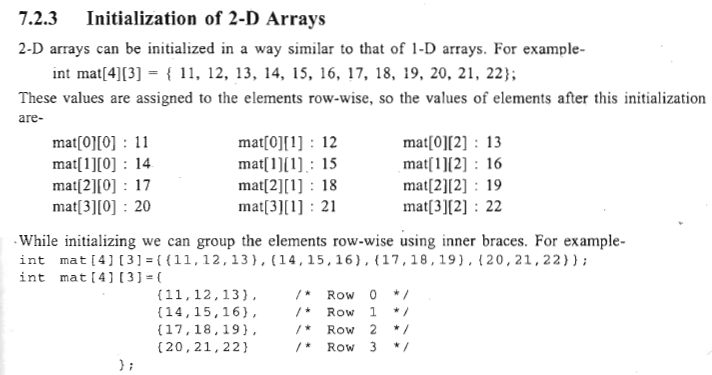 7.2.3 Initialization of 2-D Arrays
2-D arrays can be initialized in a way similar to that of 1-D arrays. For example-
int mat[4][3] = { 11, 12, 13, 14, 15, 16, 17, 18, 19, 20, 21, 22};
These values are assigned to the elements row-wise, so the values of elements after this initialization
are-
mat[0][0] : 11 mat[0][1] : 12 mat[0][2] : 13
mat[1][0] : 14 mat[1][1] : 15 mat[1][2] : 16
mat[2][0] : 17 mat[2][1] : 18 mat[2][2] : 19
mat[3][0] : 20 mat[3][1] : 21 mat[3][2] : 22
While initializing we can group the elements row-wise using inner braces. For example-
int mat[4][3]={{11,12,13},{14,15,16},{17,18,19},{20,21,22}};
int mat[4][3]={
{11,12,13}, /* Row 0 */
{14,15,16}, /* Row 1 */
{17,18,19}, /* Row 2 */
{20,21,22} /* Row 3 */
};